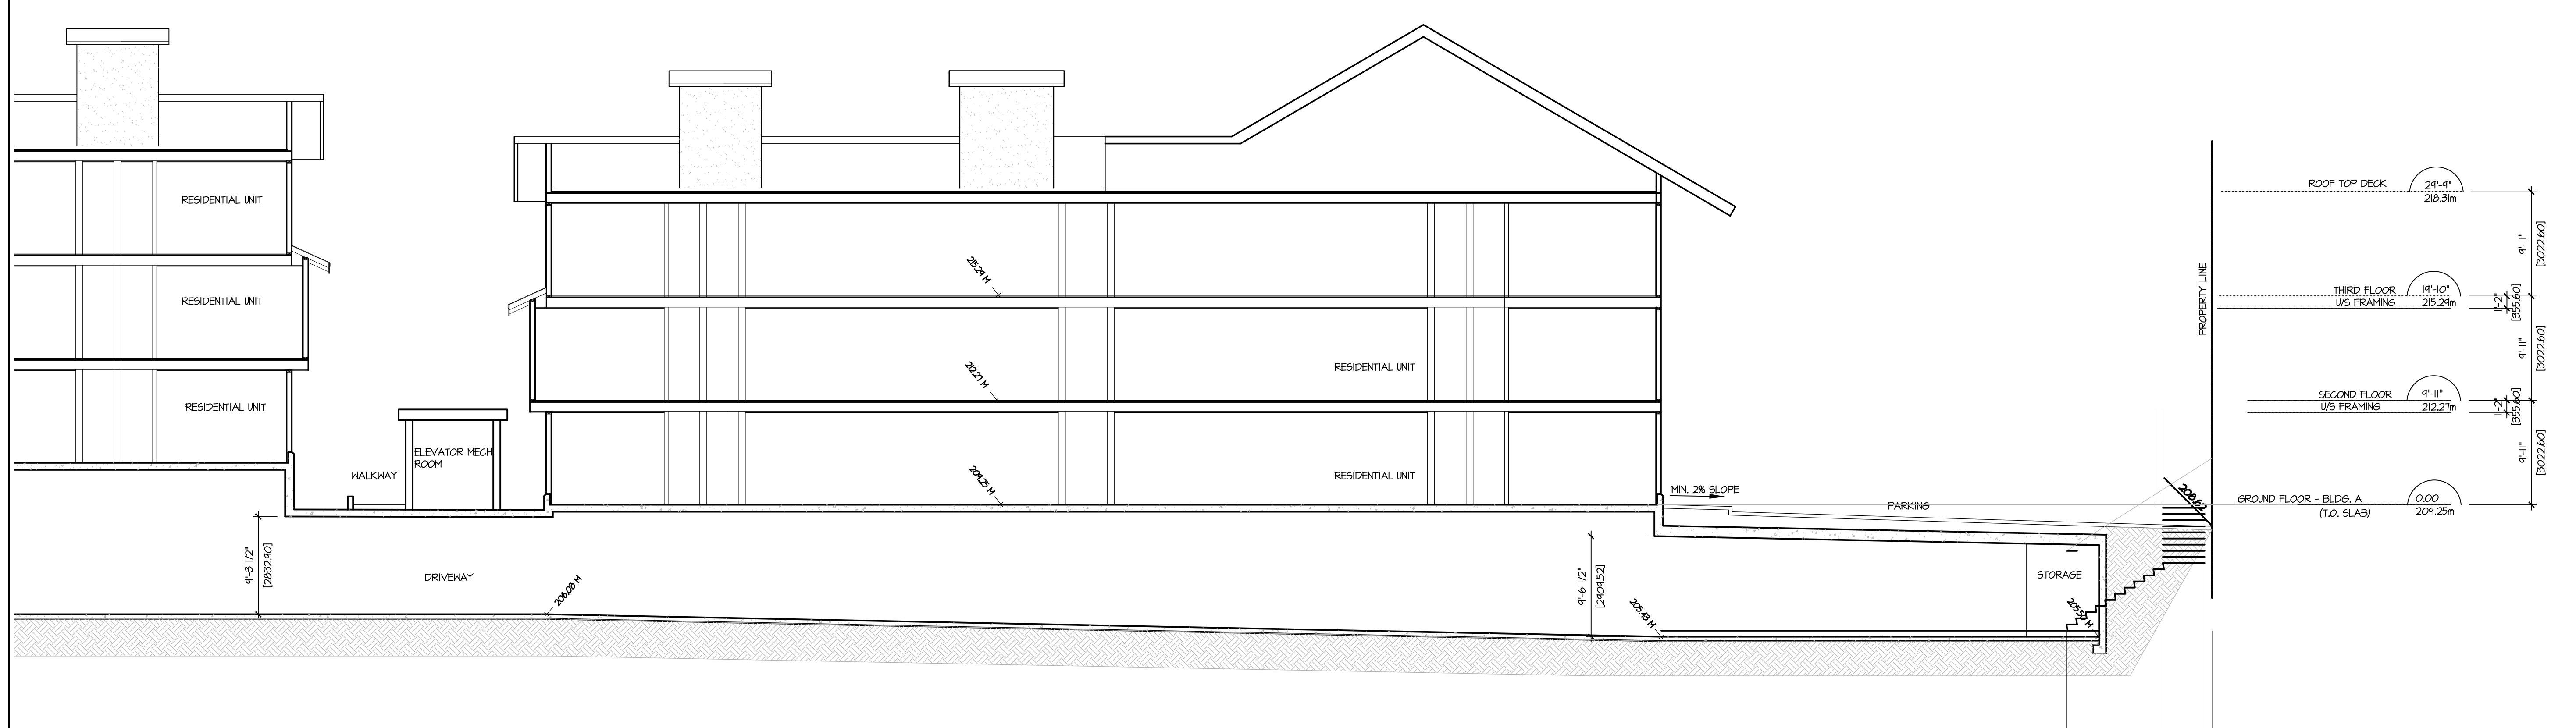 ROOF TOP DECK 29'-9"
218.31m
RESIDENTIAL UNIT
9'-11"
[3022.60]
215.29 M
PROPERTY LINE
THIRD FLOOR 19'-10"
U/S FRAMING 215.29m
1'-2"
[355.60]
RESIDENTIAL UNIT
9'-11"
[3022.60]
212.27 M
RESIDENTIAL UNIT
SECOND FLOOR 9'-11"
U/S FRAMING 212.27m
1'-2"
[355.60]
RESIDENTIAL UNIT
ELEVATOR MECH
ROOM
WALKWAY
209.25 M
RESIDENTIAL UNIT
9'-11"
[3022.60]
MIN. 2% SLOPE
PARKING
208.62
GROUND FLOOR - BLDG. A 0.00
(T.O. SLAB) 209.25m
9'-3 1/2"
[2832.90]
DRIVEWAY
206.08 M
9'-6 1/2"
[2909.52]
STORAGE
205.43 M